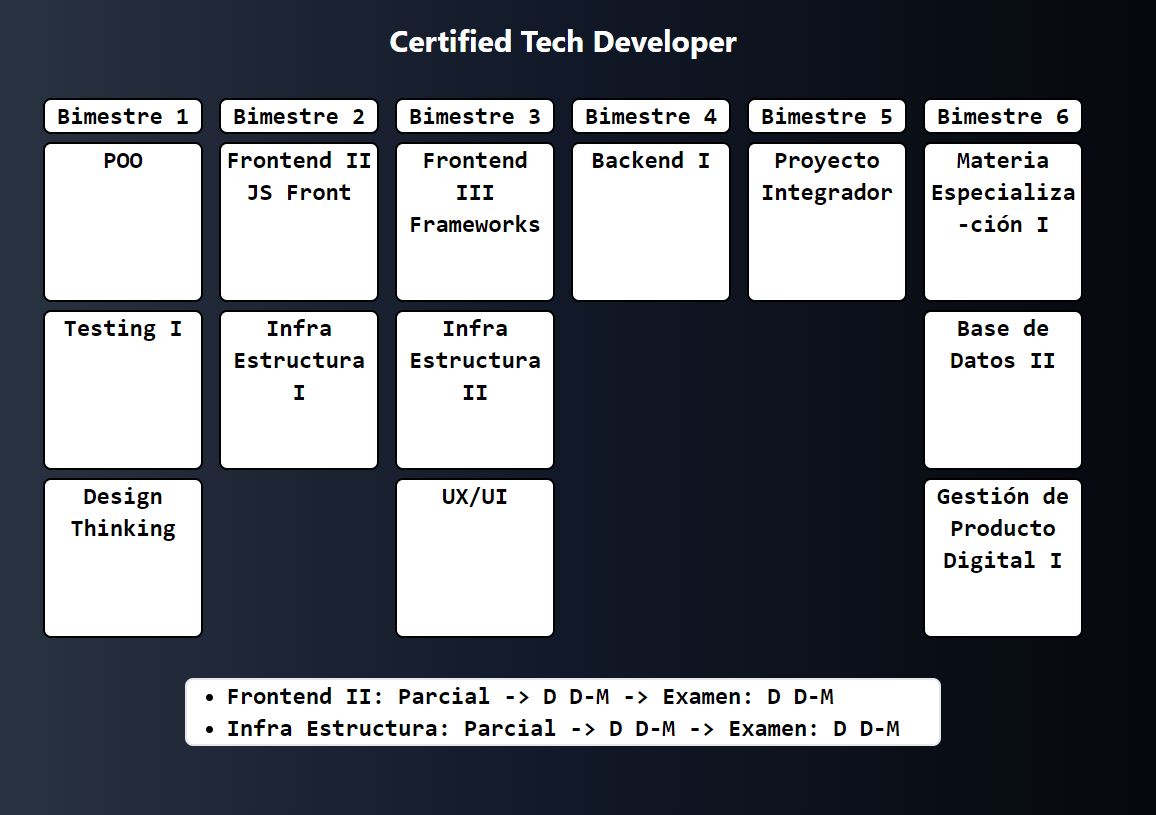 Certified Tech Developer
Bimestre 1
Bimestre 2
Bimestre 3
Bimestre 4
Bimestre 5
Bimestre 6
POO
Frontend II
JS Front
Frontend
III
Frameworks
Backend I
Proyecto
Integrador
Materia
Especializa
-ción I
Testing I
Infra
Estructura
I
Infra
Estructura
II
Base de
Datos II
Design
Thinking
UX/UI
Gestión de
Producto
Digital I
• Frontend II: Parcial -> D D-M -> Examen: D D-M
• Infra Estructura: Parcial -> D D-M -> Examen: D D-M